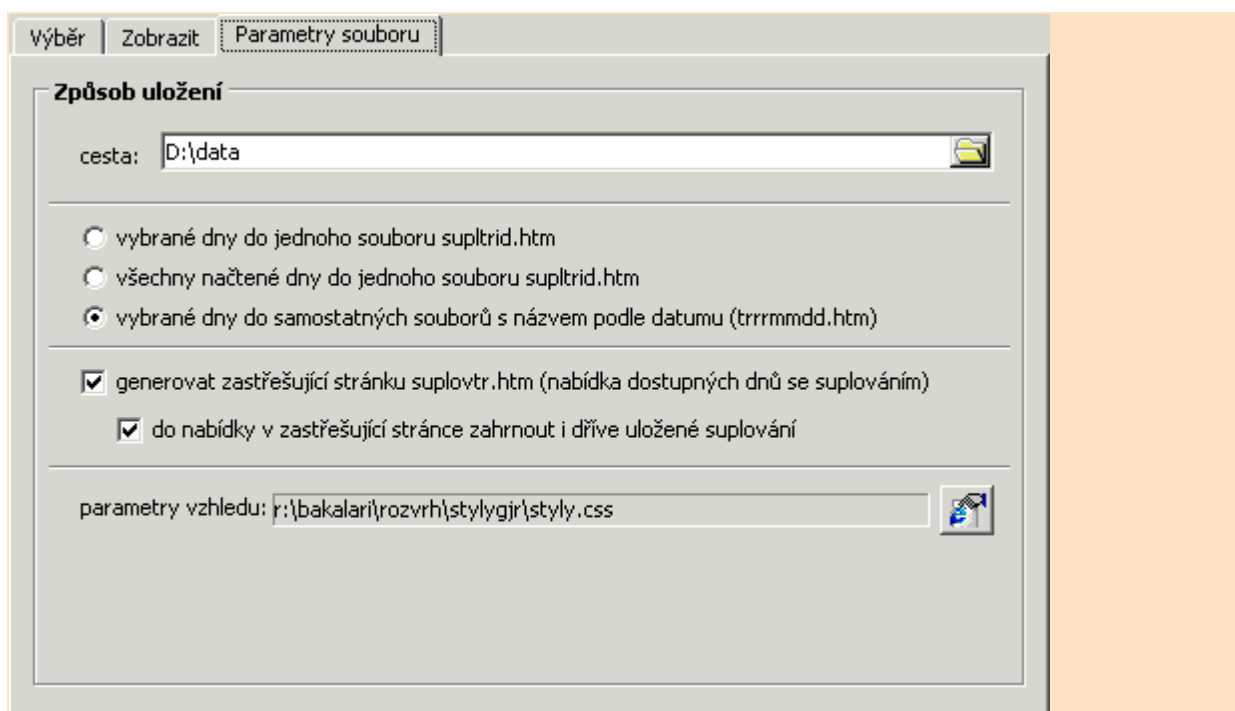 Výběr Zobrazit Parametry souboru
Způsob uložení
cesta: D:\data
vybrané dny do jednoho souboru supltrid.htm
všechny načtené dny do jednoho souboru supltrid.htm
vybrané dny do samostatných souborů s názvem podle datumu (trrrmmdd.htm)
generovat zastřešující stránku suplovtr.htm (nabídka dostupných dnů se suplováním)
do nabídky v zastřešující stránce zahrnout i dříve uložené suplování
parametry vzhledu: r:\bakalari\rozvrh\stylygjr\styly.css